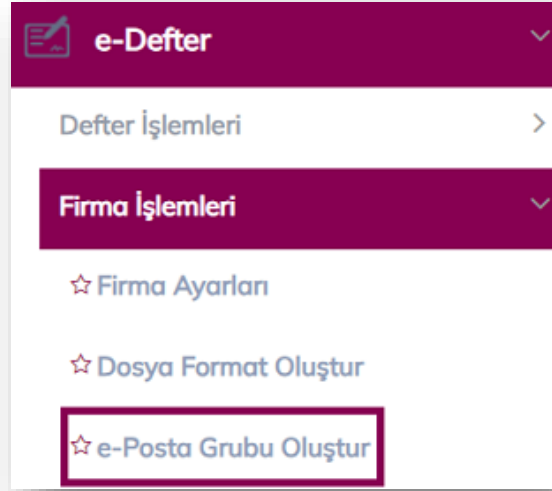 e-Defter
Defter İşlemleri
Firma İşlemleri
Firma Ayarları
Dosya Format Oluştur
e-Posta Grubu Oluştur